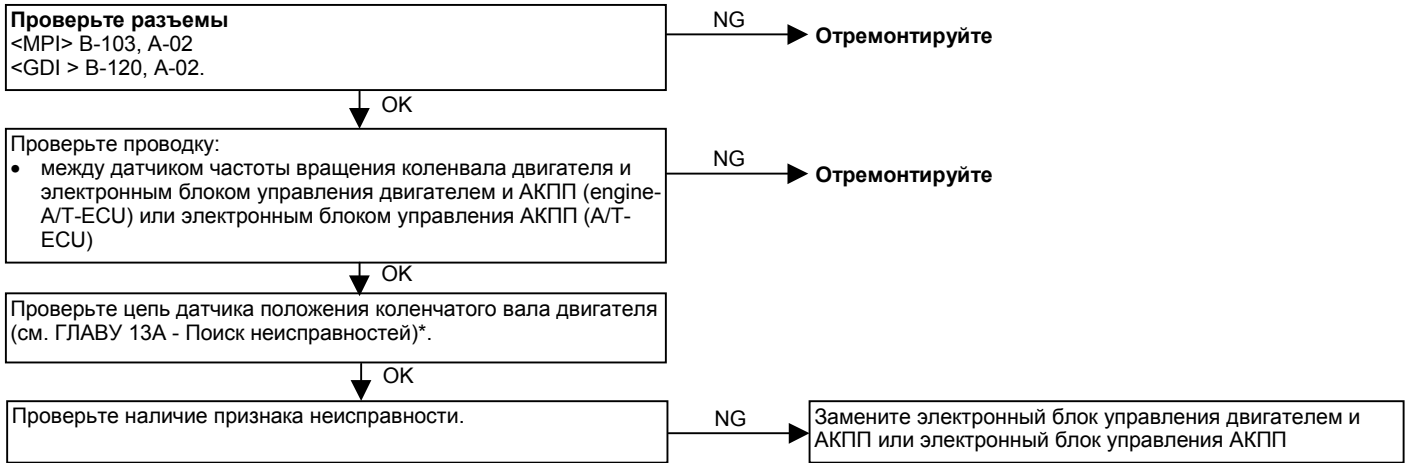 Проверьте разъемы
<MPI> B-103, A-02
<GDI > B-120, A-02.
NG
Отремонтируйте
OK
Проверьте проводку:
• между датчиком частоты вращения коленвала двигателя и
электронным блоком управления двигателем и АКПП (engine-
A/T-ECU) или электронным блоком управления АКПП (A/T-
ECU)
NG
Отремонтируйте
OK
Проверьте цепь датчика положения коленчатого вала двигателя
(см. ГЛАВУ 13А - Поиск неисправностей)*.
OK
Проверьте наличие признака неисправности.
NG
Замените электронный блок управления двигателем и
АКПП или электронный блок управления АКПП